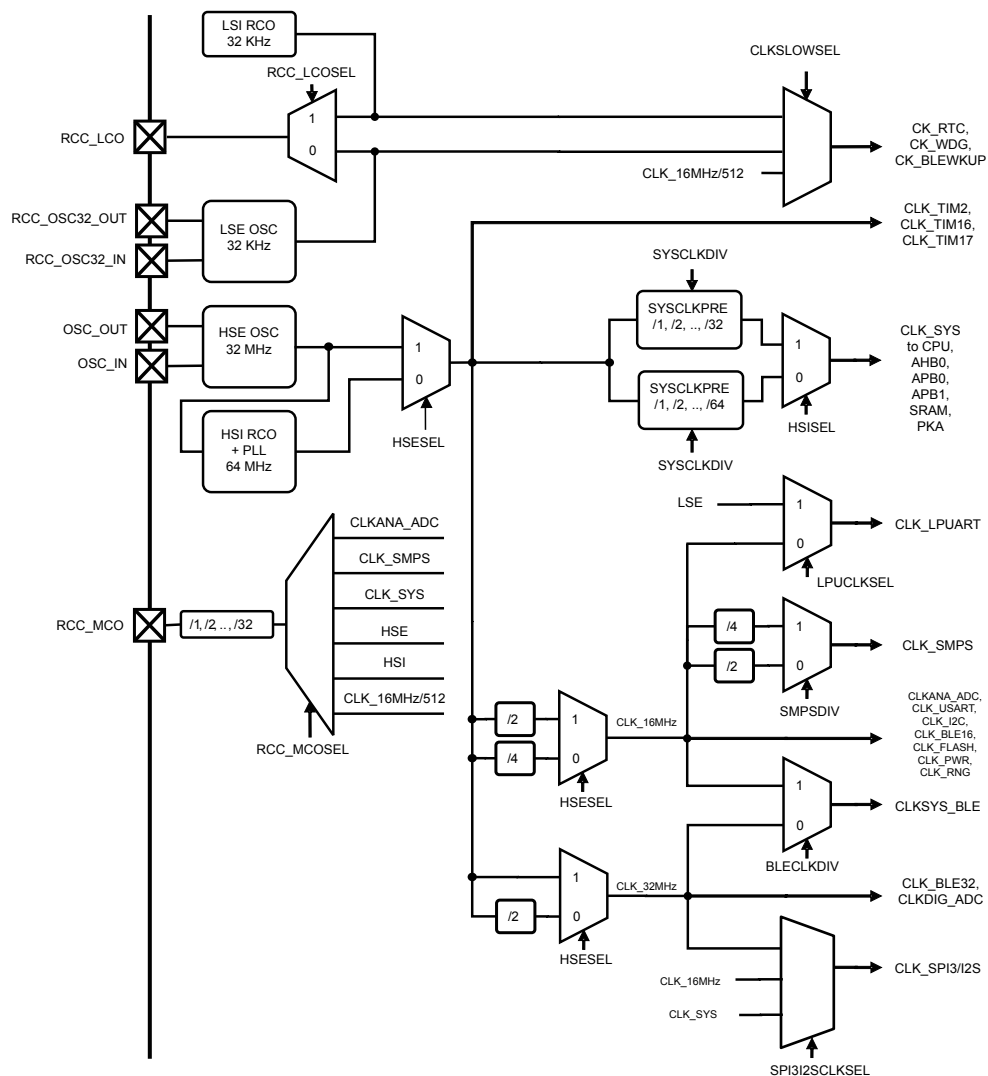 LSI RCO
32 KHz
RCC_LCOSEL
CLKSLOWSEL
1
0
RCC_LCO
CK_RTC,
CK_WDG,
CK_BLEWKUP
CLK_16MHz/512
RCC_OSC32_OUT
RCC_OSC32_IN
LSE OSC
32 KHz
CLK_TIM2,
CLK_TIM16,
CLK_TIM17
SYSCLKDIV
SYSCLKPRE
/1, /2, .., /32
OSC_OUT
OSC_IN
HSE OSC
32 MHz
1
0
HSESEL
1
0
HSISEL
CLK_SYS
to CPU,
AHB0,
APB0,
APB1,
SRAM,
PKA
SYSCLKPRE
/1, /2, .., /64
SYSCLKDIV
HSI RCO
+ PLL
64 MHz
LSE
1
0
CLK_LPUART
LPUCLKSEL
CLKANA_ADC
CLK_SMPS
CLK_SYS
HSE
HSI
CLK_16MHz/512
RCC_MCO
/1, /2, .., /32
RCC_MCOSEL
/4
/2
1
0
CLK_SMPS
SMPSDIV
/2
/4
1
0
HSESEL
CLK_16MHz
CLKANA_ADC,
CLK_USART,
CLK_I2C,
CLK_BLE16,
CLK_FLASH,
CLK_PWR,
CLK_RNG
1
0
CLKSYS_BLE
BLECLKDIV
/2
1
0
HSESEL
CLK_32MHz
CLK_BLE32,
CLKDIG_ADC
CLK_16MHz
CLK_SYS
CLK_SPI3/I2S
SPI3I2SCLKSEL